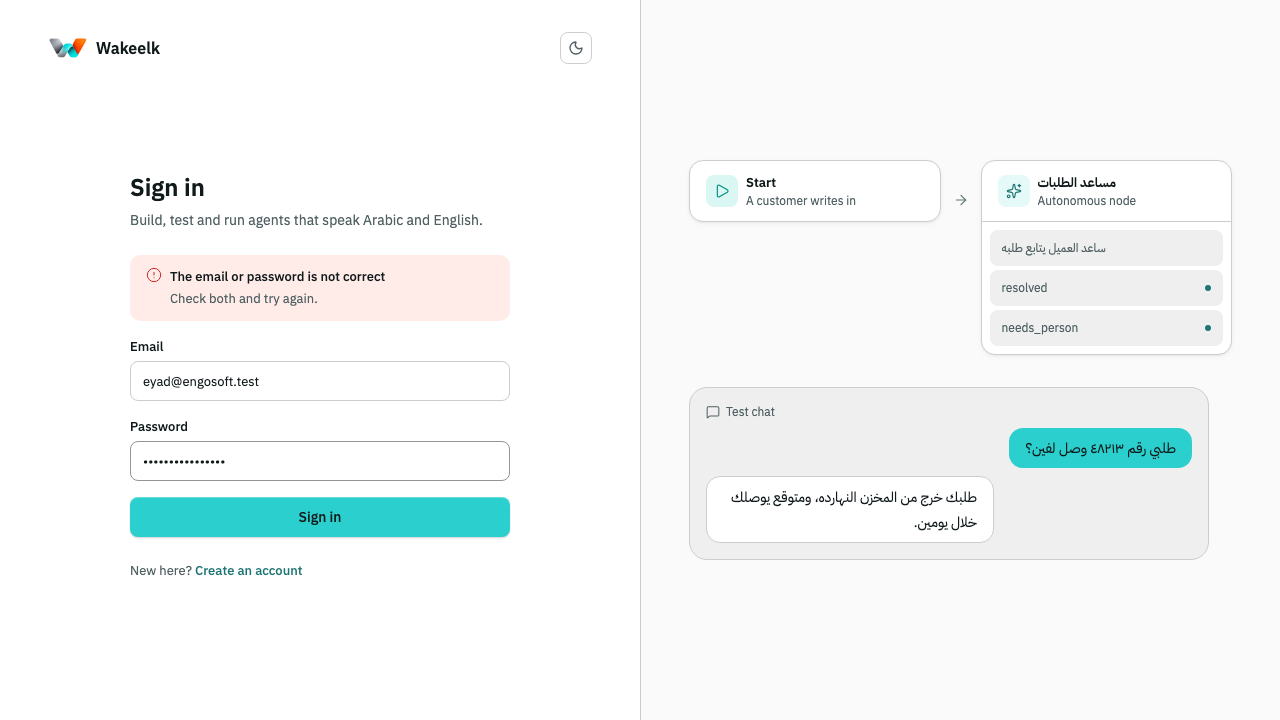 Wakeelk
Sign in
Build, test and run agents that speak Arabic and English.
The email or password is not correct
Check both and try again.
Email
eyad@engosoft.test
Password
••••••••••••••••
Sign in
New here? Create an account
Start
A customer writes in
مساعد الطلبات
Autonomous node
ساعد العميل يتابع طلبه
resolved
needs_person
Test chat
طلبي رقم ٤٨٢١٣ وصل لفين؟
طلبك خرج من المخزن النهارده، ومتوقع يوصلك
خلال يومين.